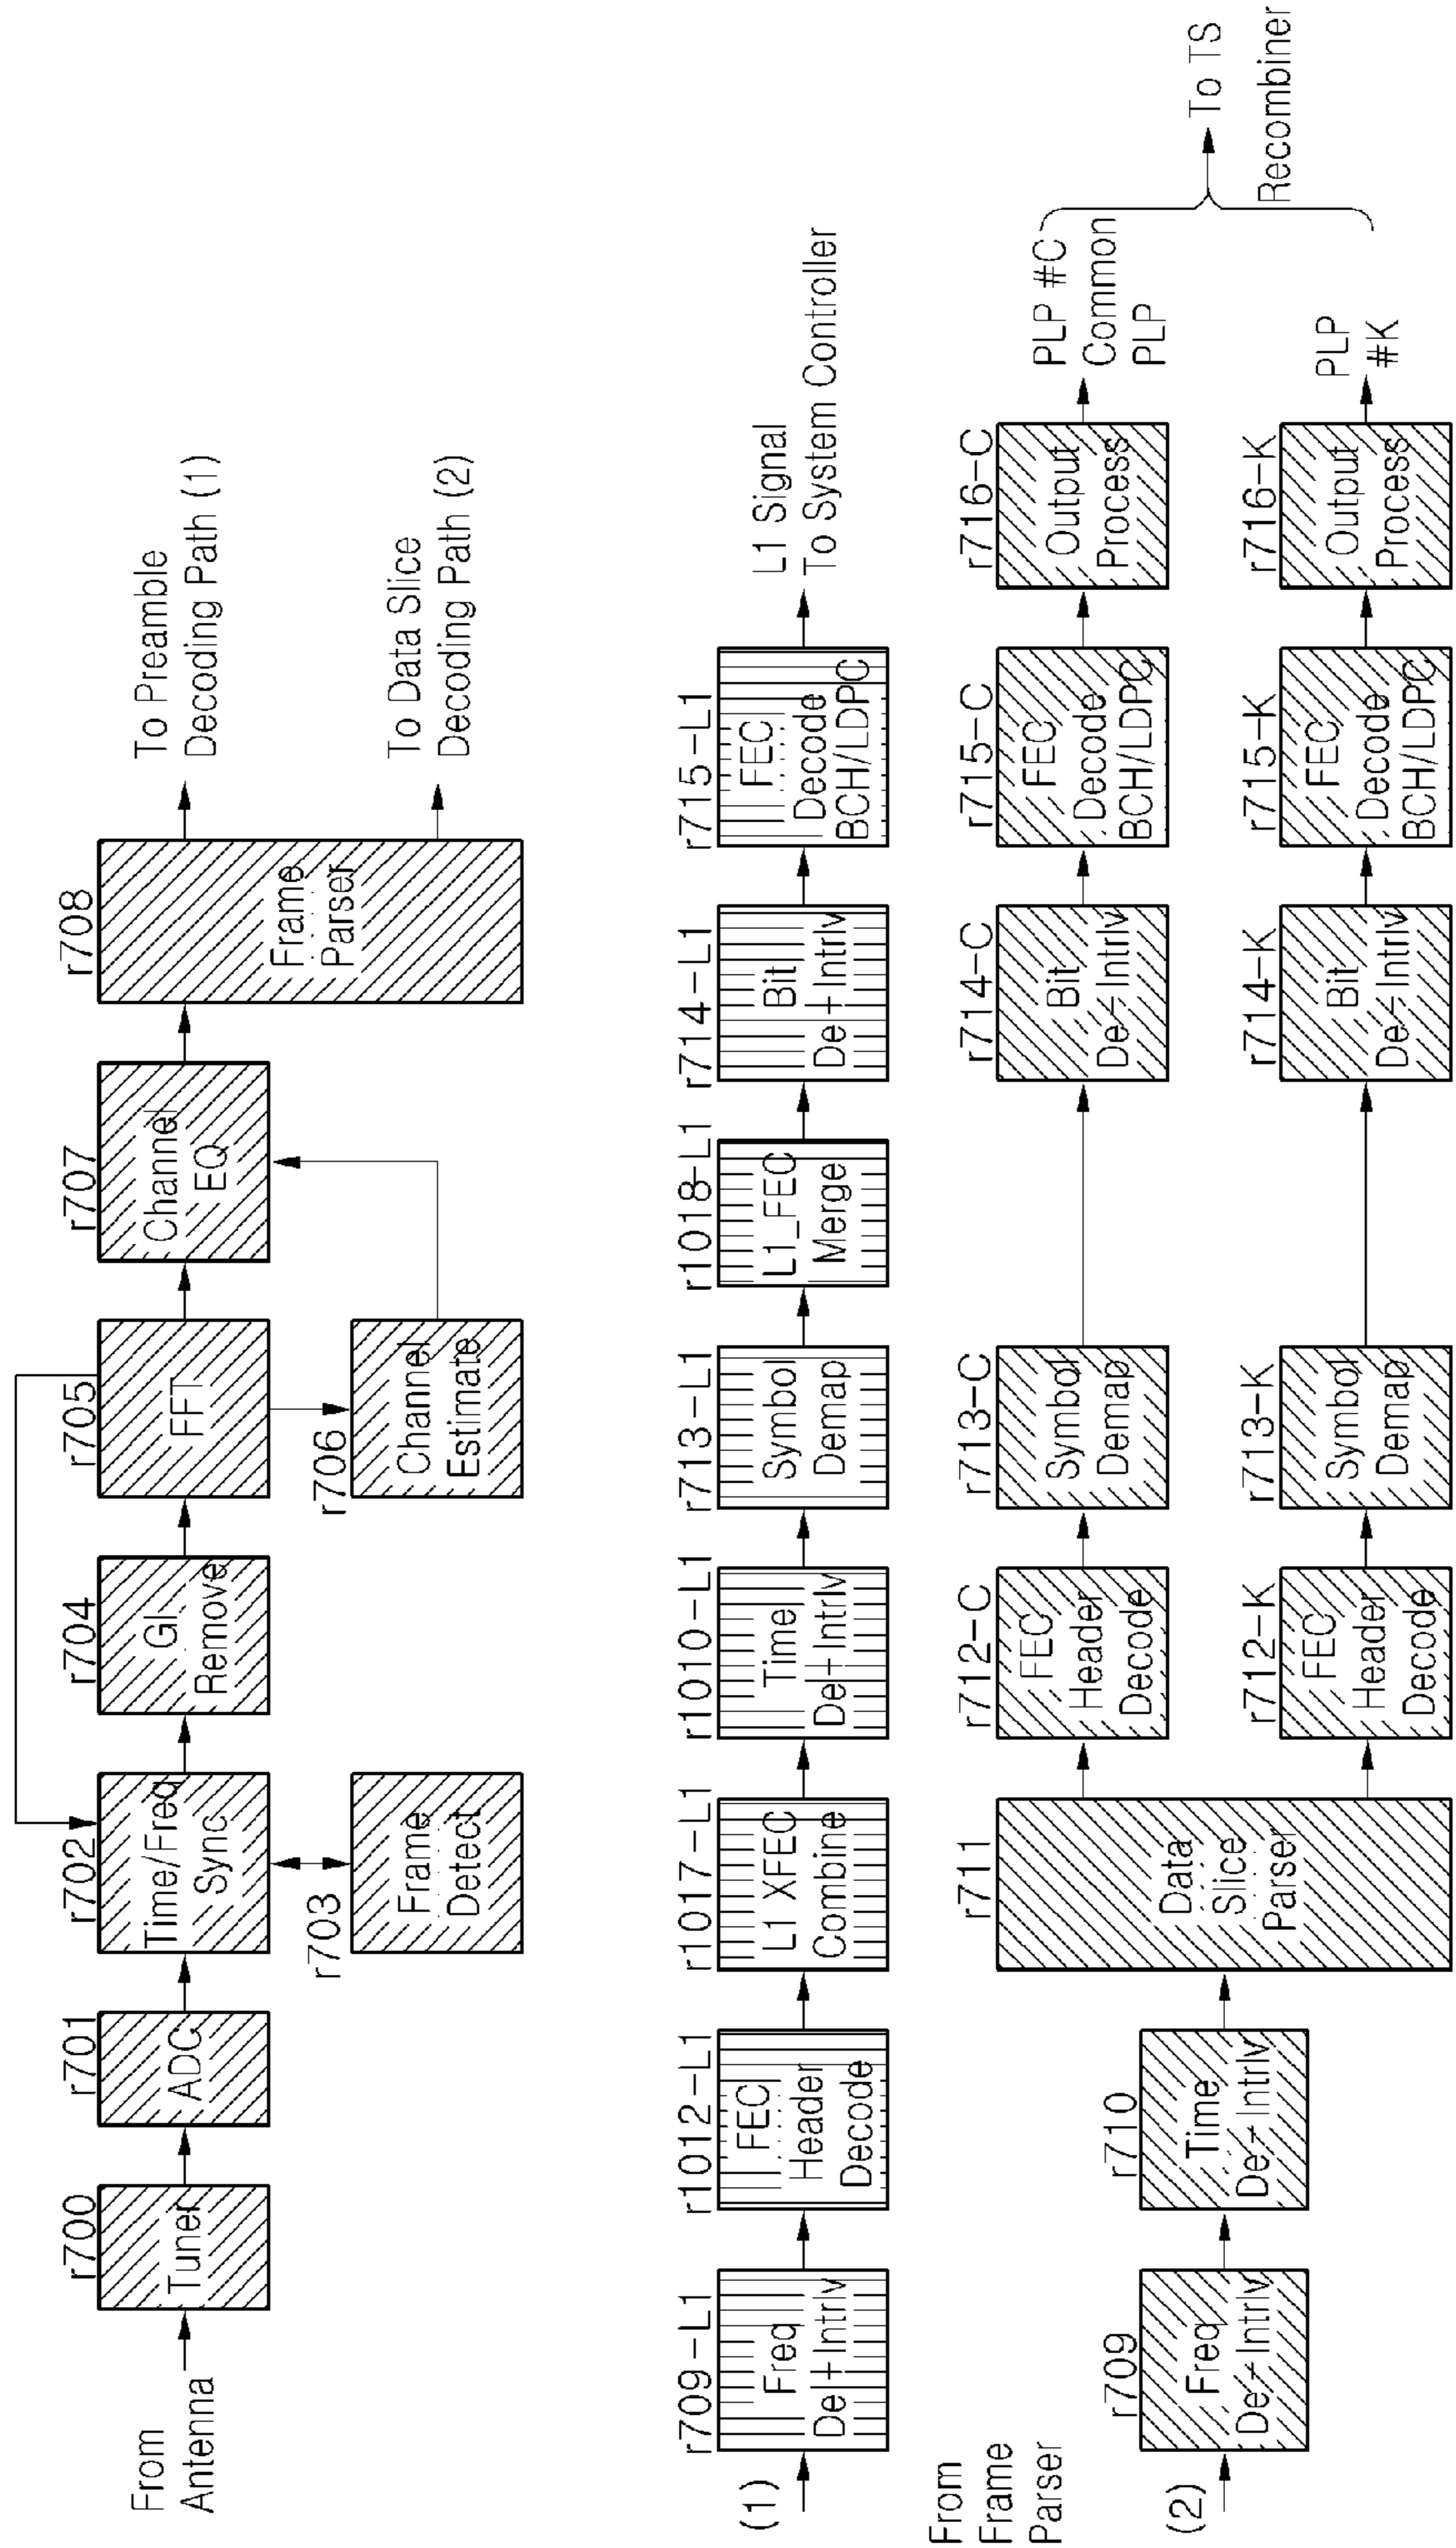 From
Antenna
r700
Tuner
r701
ADC
r702
Time/Freq
Sync
r703
Frame
Detect
r704
GI
Remove
r705
FFT
r706
Channel
Estimate
r707
Channel
EQ
r708
Frame
Parser
To Preamble
Decoding Path (1)
To Data Slice
Decoding Path (2)
(1)
r709-L1
Freq
De-Intrlv
r1012-L1
FEC
Header
Decode
r1017-L1
L1 XFEC
Combine
r1010-L1
Time
De-Intrlv
r713-L1
Symbol
Demap
r1018-L1
L1_FEC
Merge
r714-L1
Bit
De-Intrlv
r715-L1
FEC
Decode
BCH/LDPC
L1 Signal
To System Controller
From
Frame
Parser
(2)
r709
Freq
De-Intrlv
r710
Time
De-Intrlv
r711
Data
Slice
Parser
r712-C
FEC
Header
Decode
r713-C
Symbol
Demap
r714-C
Bit
De-Intrlv
r715-C
FEC
Decode
BCH/LDPC
r716-C
Output
Process
PLP #C
Common
PLP
r712-K
FEC
Header
Decode
r713-K
Symbol
Demap
r714-K
Bit
De-Intrlv
r715-K
FEC
Decode
BCH/LDPC
r716-K
Output
Process
PLP
#K
To TS
Recombiner